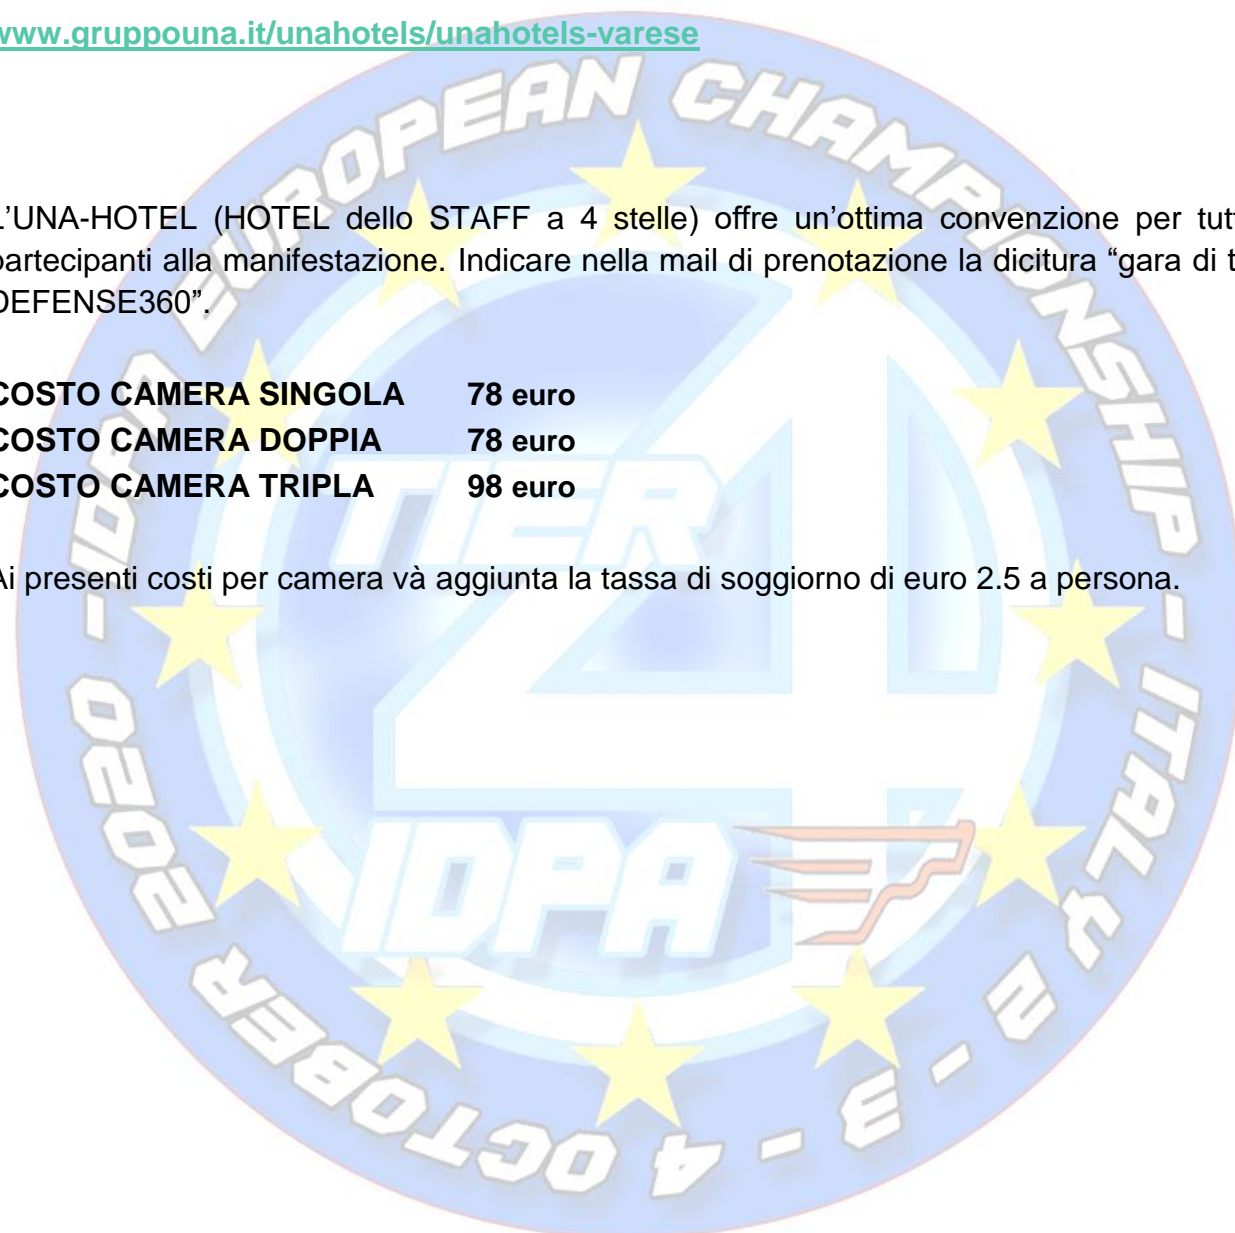 www.gruppouna.it/unahotels/unahotels-varese
L’UNA-HOTEL (HOTEL dello STAFF a 4 stelle) offre un’ottima convenzione per tutt
partecipanti alla manifestazione. Indicare nella mail di prenotazione la dicitura “gara di t
DEFENSE360”.
COSTO CAMERA SINGOLA 78 euro
COSTO CAMERA DOPPIA 78 euro
COSTO CAMERA TRIPLA 98 euro
Ai presenti costi per camera và aggiunta la tassa di soggiorno di euro 2.5 a persona.
IDPA EUROPEAN CHAMPIONSHIP - ITALY 2 - 3 - 4 OCTOBER 2020 -
TIER
4
IDPA